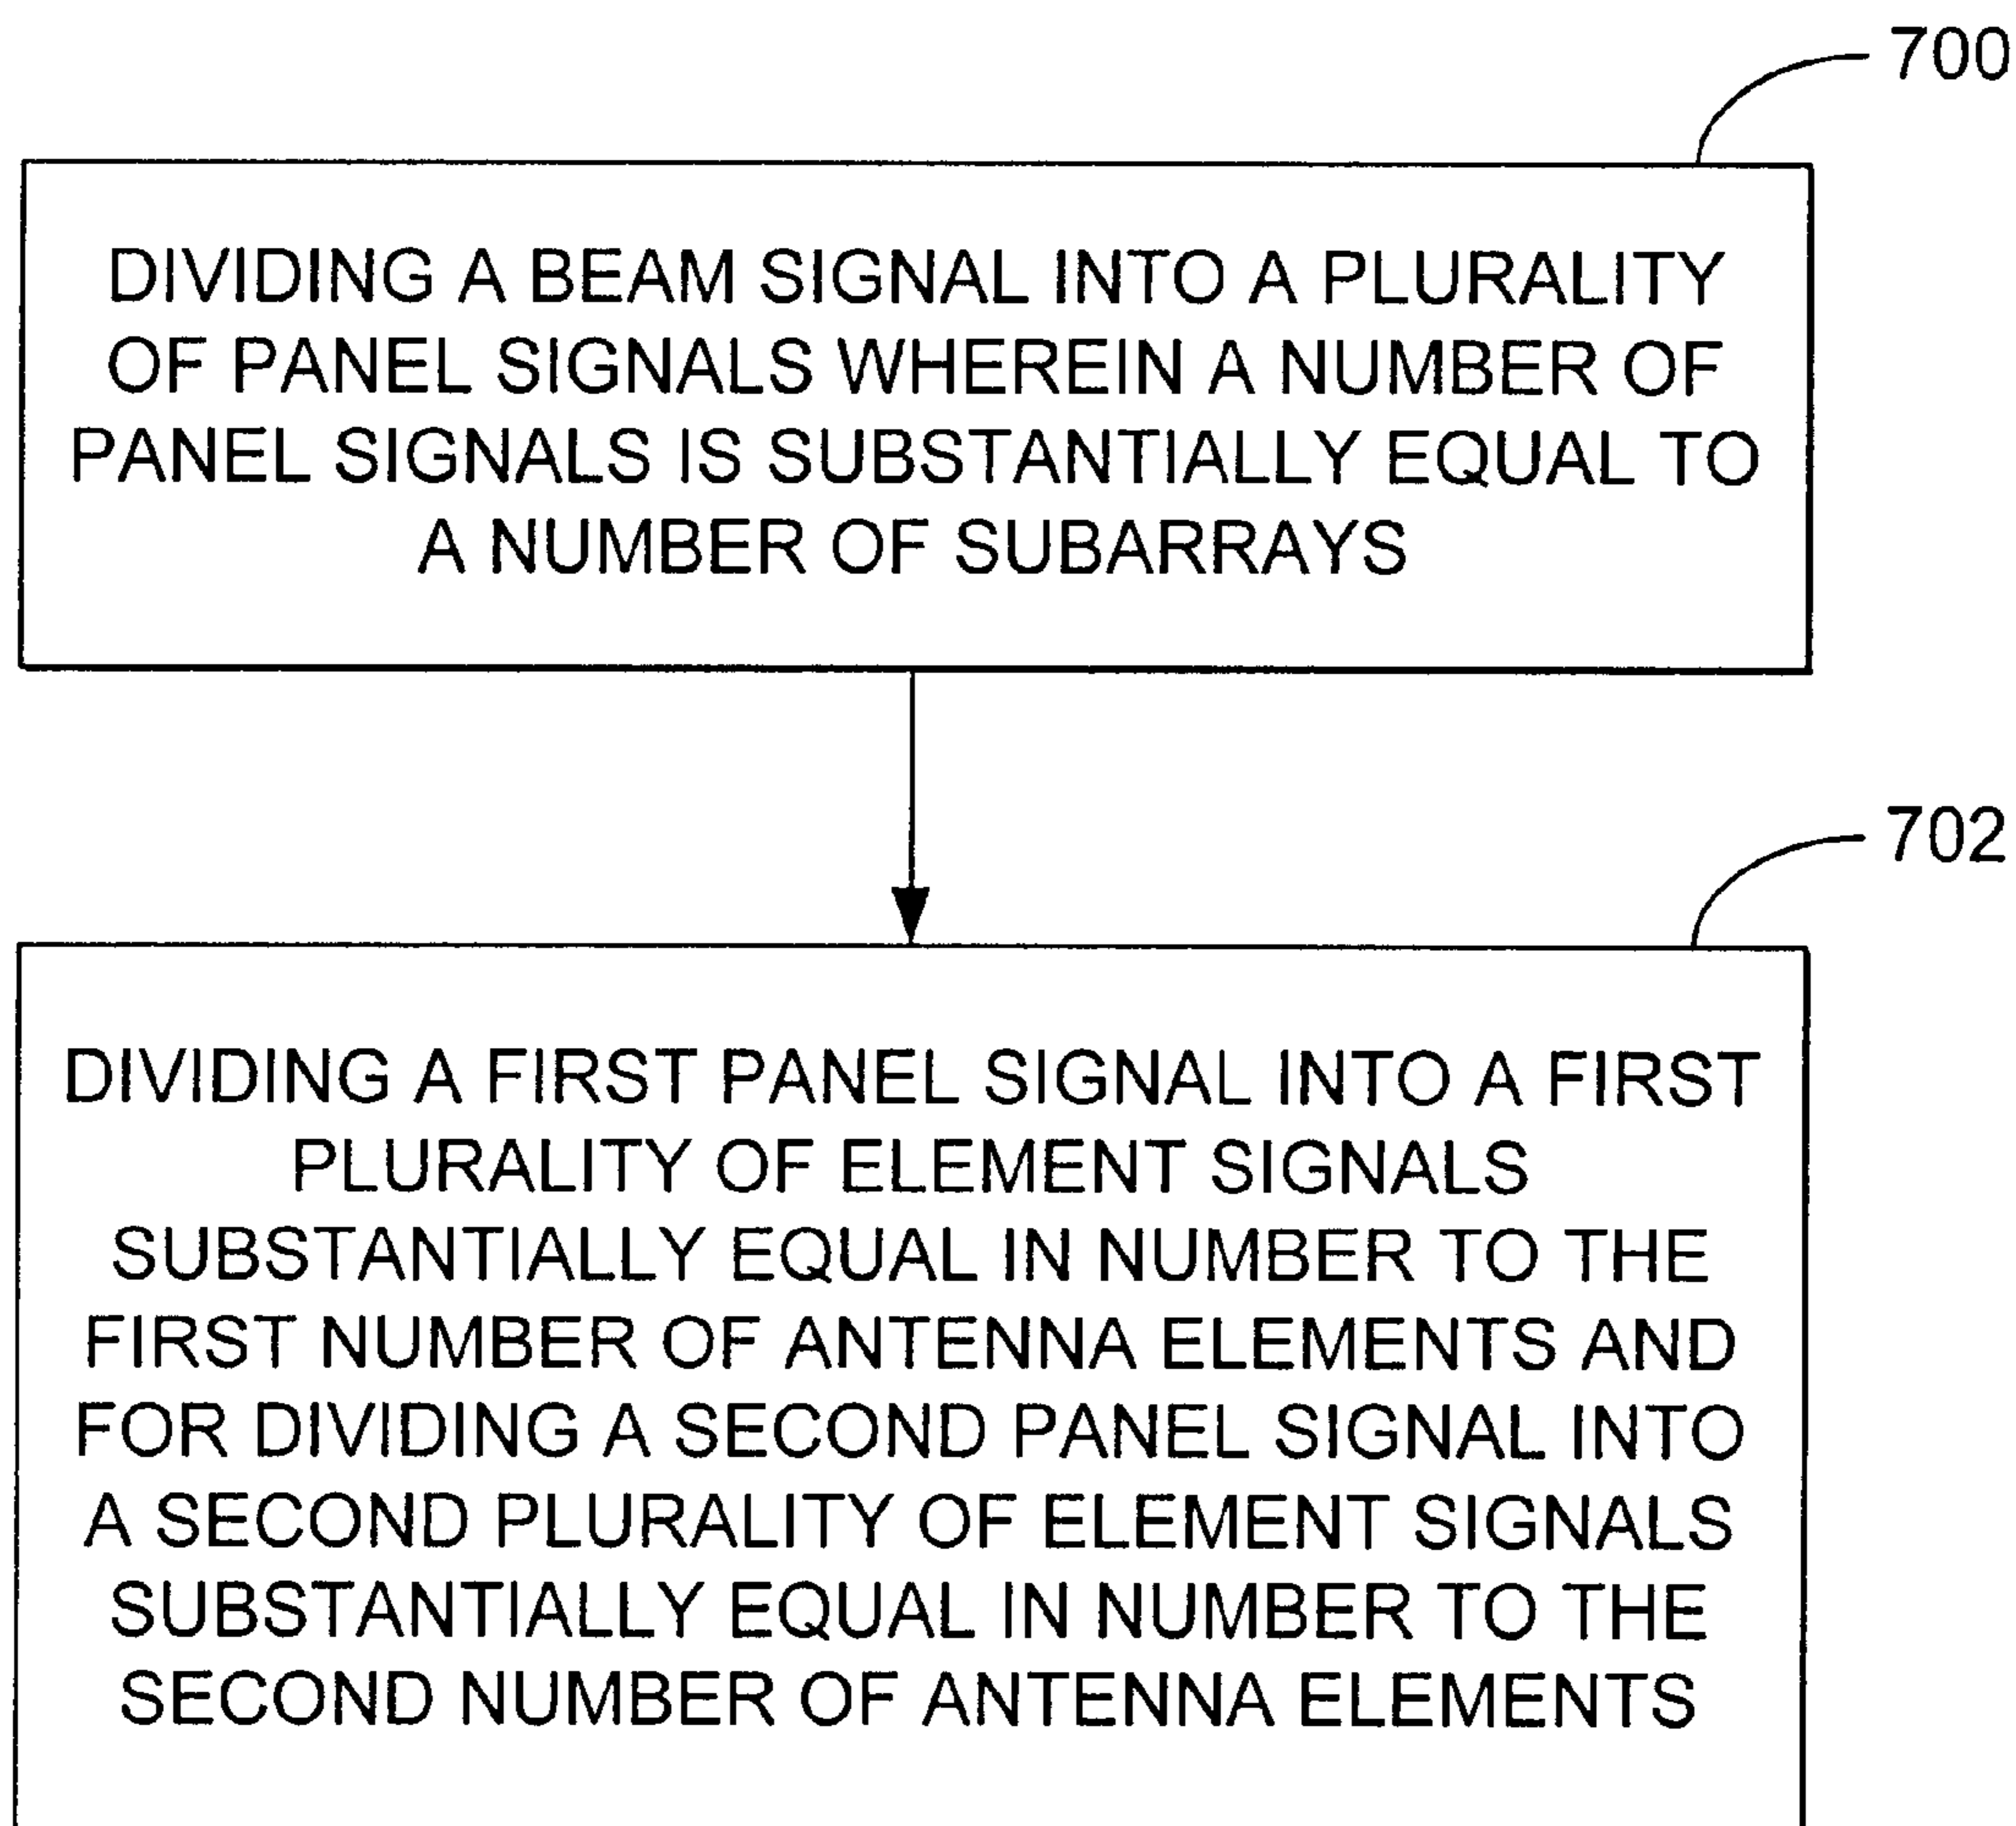 700
DIVIDING A BEAM SIGNAL INTO A PLURALITY
OF PANEL SIGNALS WHEREIN A NUMBER OF
PANEL SIGNALS IS SUBSTANTIALLY EQUAL TO
A NUMBER OF SUBARRAYS
702
DIVIDING A FIRST PANEL SIGNAL INTO A FIRST
PLURALITY OF ELEMENT SIGNALS
SUBSTANTIALLY EQUAL IN NUMBER TO THE
FIRST NUMBER OF ANTENNA ELEMENTS AND
FOR DIVIDING A SECOND PANEL SIGNAL INTO
A SECOND PLURALITY OF ELEMENT SIGNALS
SUBSTANTIALLY EQUAL IN NUMBER TO THE
SECOND NUMBER OF ANTENNA ELEMENTS